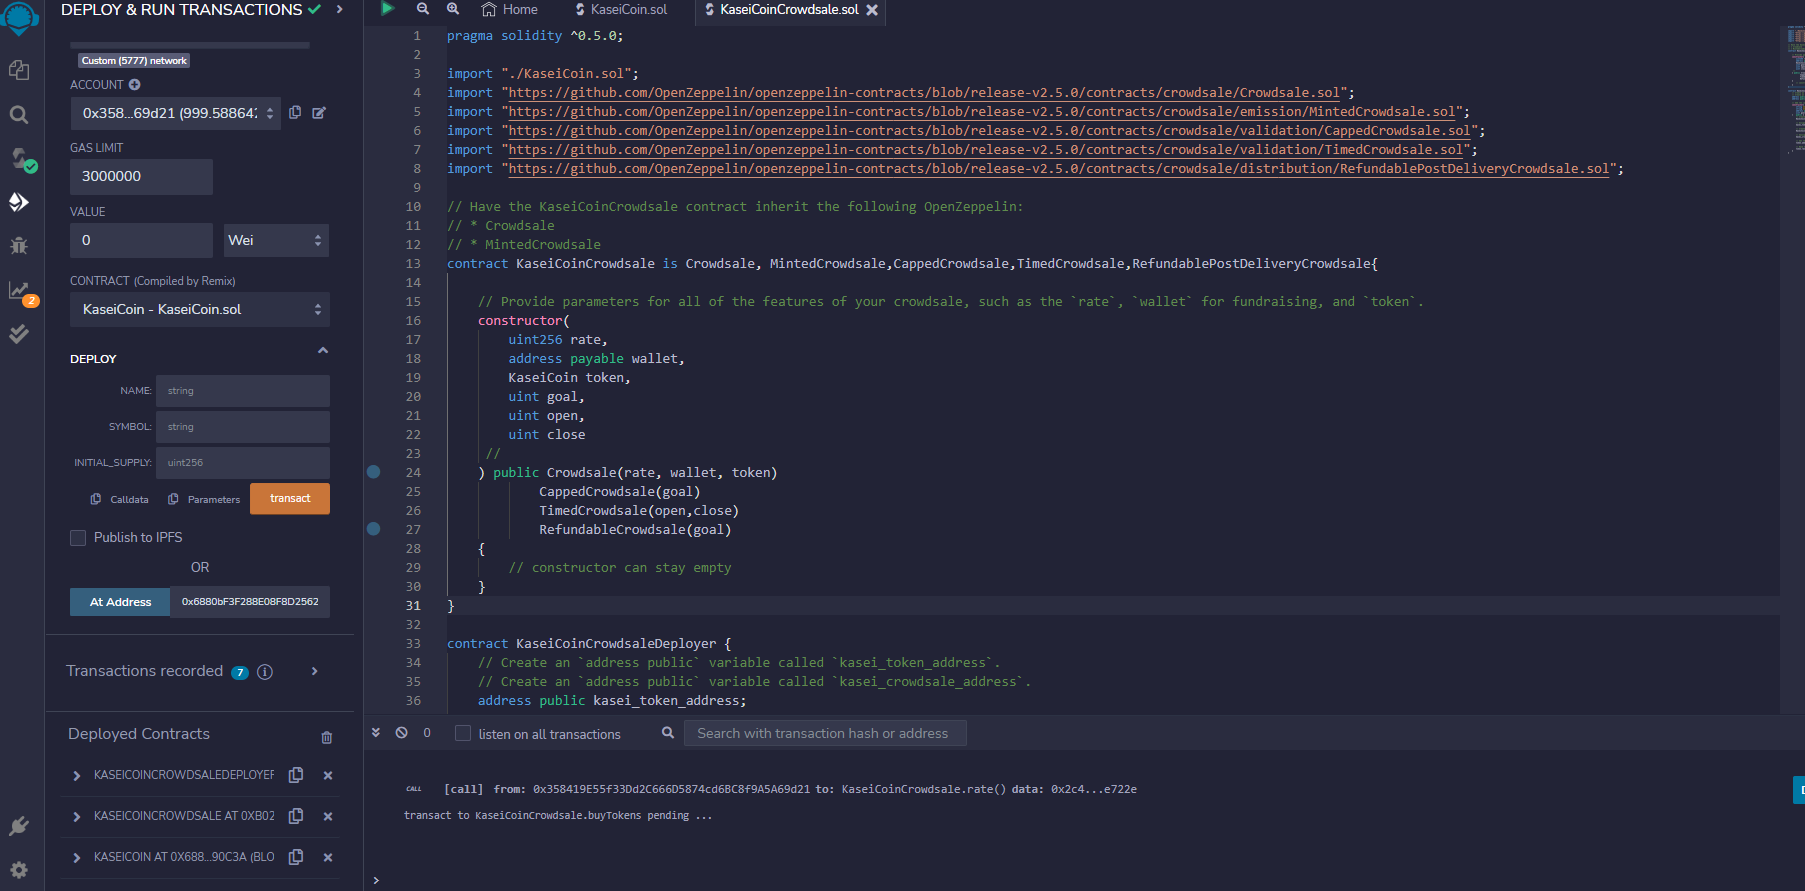 DEPLOY & RUN TRANSACTIONS
Custom (5777) network
ACCOUNT
0x358...69d21 (999.58864
GAS LIMIT
3000000
VALUE
0
Wei
CONTRACT (Compiled by Remix)
KaseiCoin - KaseiCoin.sol
DEPLOY
NAME: string
SYMBOL: string
INITIAL_SUPPLY: uint256
Calldata Parameters transact
Publish to IPFS
OR
At Address 0x6880bF3F288E08F8D2562
Transactions recorded 7
Deployed Contracts
KASEICOINCROWDSALEDEPLOYER
KASEICOINCROWDSALE AT 0XB02
KASEICOIN AT 0X688...90C3A (BLO
2
Home KaseiCoin.sol KaseiCoinCrowdsale.sol
1 pragma solidity ^0.5.0;
2
3 import "./KaseiCoin.sol";
4 import "https://github.com/OpenZeppelin/openzeppelin-contracts/blob/release-v2.5.0/contracts/crowdsale/Crowdsale.sol";
5 import "https://github.com/OpenZeppelin/openzeppelin-contracts/blob/release-v2.5.0/contracts/crowdsale/emission/MintedCrowdsale.sol";
6 import "https://github.com/OpenZeppelin/openzeppelin-contracts/blob/release-v2.5.0/contracts/crowdsale/validation/CappedCrowdsale.sol";
7 import "https://github.com/OpenZeppelin/openzeppelin-contracts/blob/release-v2.5.0/contracts/crowdsale/validation/TimedCrowdsale.sol";
8 import "https://github.com/OpenZeppelin/openzeppelin-contracts/blob/release-v2.5.0/contracts/crowdsale/distribution/RefundablePostDeliveryCrowdsale.sol";
9
10 // Have the KaseiCoinCrowdsale contract inherit the following OpenZeppelin:
11 // * Crowdsale
12 // * MintedCrowdsale
13 contract KaseiCoinCrowdsale is Crowdsale, MintedCrowdsale,CappedCrowdsale,TimedCrowdsale,RefundablePostDeliveryCrowdsale{
14
15 // Provide parameters for all of the features of your crowdsale, such as the `rate`, `wallet` for fundraising, and `token`.
16 constructor(
17 uint256 rate,
18 address payable wallet,
19 KaseiCoin token,
20 uint goal,
21 uint open,
22 uint close
23 //
24 ) public Crowdsale(rate, wallet, token)
25 CappedCrowdsale(goal)
26 TimedCrowdsale(open,close)
27 RefundableCrowdsale(goal)
28 {
29 // constructor can stay empty
30 }
31 }
32
33 contract KaseiCoinCrowdsaleDeployer {
34 // Create an `address public` variable called `kasei_token_address`.
35 // Create an `address public` variable called `kasei_crowdsale_address`.
36 address public kasei_token_address;
0 listen on all transactions Search with transaction hash or address
CALL [call] from: 0x358419E55f33Dd2C666D5874cd6BC8f9A5A69d21 to: KaseiCoinCrowdsale.rate() data: 0x2c4...e722e
transact to KaseiCoinCrowdsale.buyTokens pending ...
>